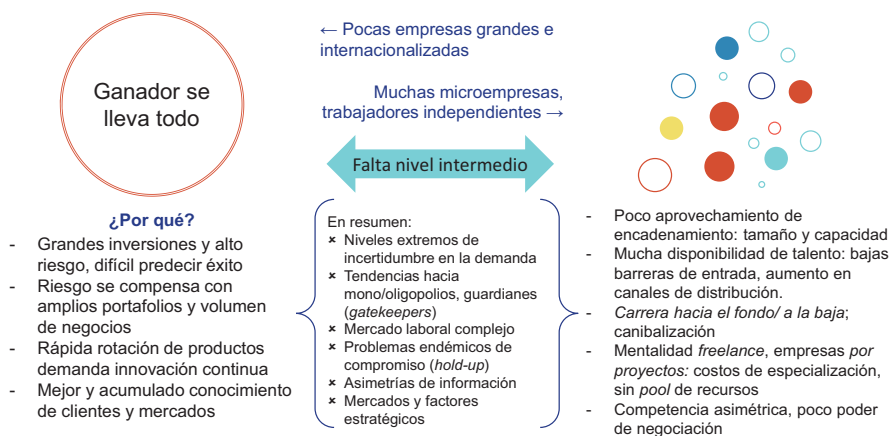 Ganador se
lleva todo
← Pocas empresas grandes e
internacionalizadas
Muchas microempresas,
trabajadores independientes →
Falta nivel intermedio
¿Por qué?
- Grandes inversiones y alto
riesgo, difícil predecir éxito
- Riesgo se compensa con
amplios portafolios y volumen
de negocios
- Rápida rotación de productos
demanda innovación continua
- Mejor y acumulado conocimiento
de clientes y mercados
En resumen:
× Niveles extremos de
incertidumbre en la demanda
× Tendencias hacia
mono/oligopolios, guardianes
(gatekeepers)
× Mercado laboral complejo
× Problemas endémicos de
compromiso (hold-up)
× Asimetrías de información
× Mercados y factores
estratégicos
- Poco aprovechamiento de
encadenamiento: tamaño y capacidad
- Mucha disponibilidad de talento: bajas
barreras de entrada, aumento en
canales de distribución.
- Carrera hacia el fondo/ a la baja;
canibalización
- Mentalidad freelance, empresas por
proyectos: costos de especialización,
sin pool de recursos
- Competencia asimétrica, poco poder
de negociación